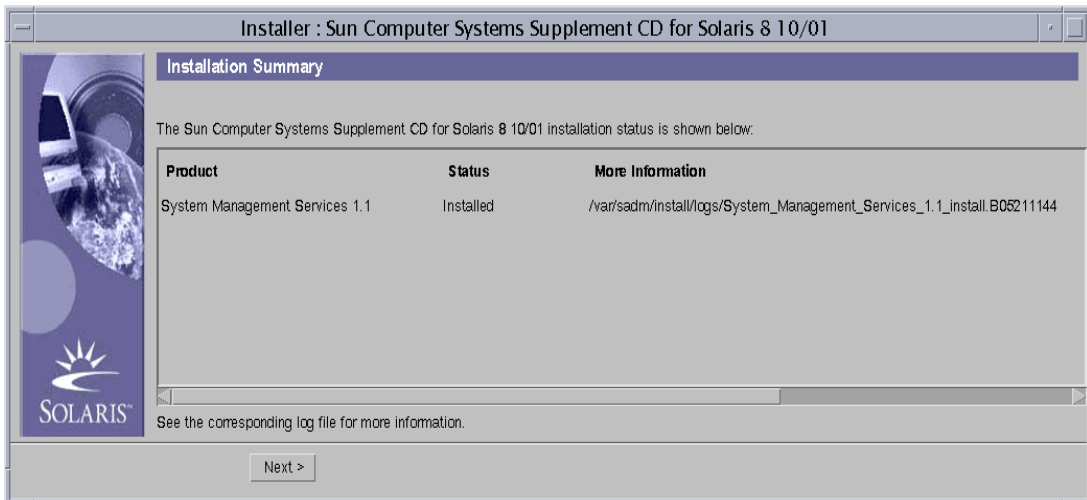 Installer : Sun Computer Systems Supplement CD for Solaris 8 10/01
Installation Summary
The Sun Computer Systems Supplement CD for Solaris 8 10/01 installation status is shown below:
Product Status More Information
System Management Services 1.1 Installed /var/sadm/install/logs/System_Management_Services_1.1_install.B05211144
SOLARIS™
See the corresponding log file for more information.
Next >